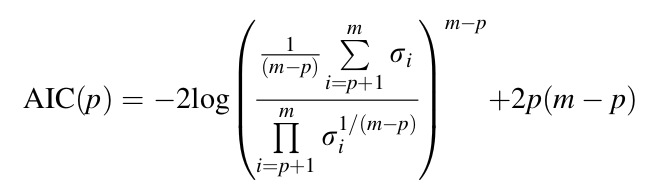 AIC(p) = −2log( ( 1/(m−p) ∑_{i=p+1}^{m} σ_i ) / ( ∏_{i=p+1}^{m} σ_i^{1/(m−p)} ) )^{m−p} +2p(m − p)